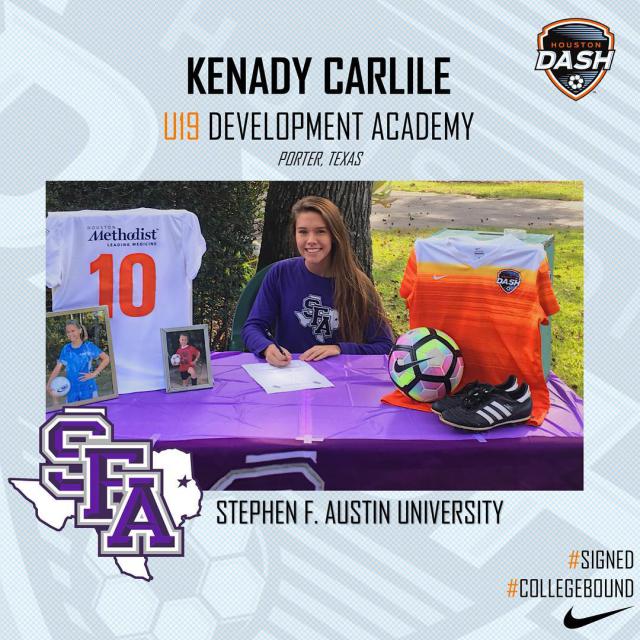 HOUSTON
DASH
KENADY CARLILE
U19 DEVELOPMENT ACADEMY
PORTER, TEXAS
HOUSTON
Methodist
LEADING MEDICINE
10
SFA
DASH
SFA
STEPHEN F. AUSTIN UNIVERSITY
#SIGNED
#COLLEGEBOUND